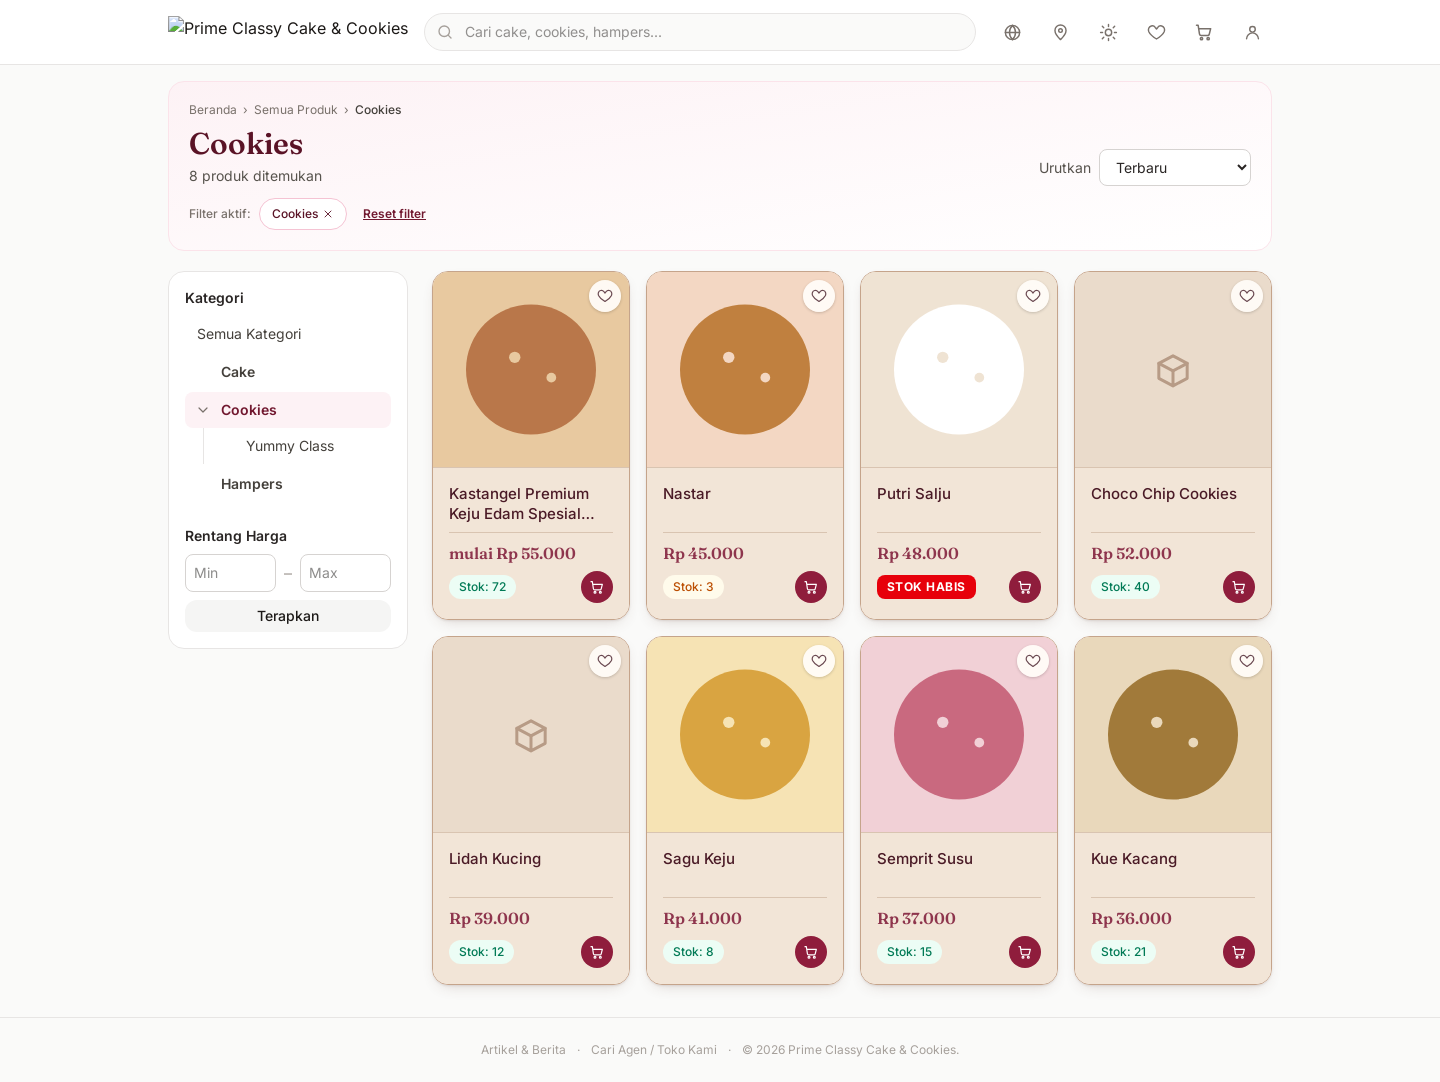 Prime Classy Cake & Cookies
Cari cake, cookies, hampers...
Beranda › Semua Produk › Cookies
Cookies
8 produk ditemukan
Urutkan Terbaru
Filter aktif: Cookies Reset filter
Kategori
Semua Kategori
Cake
Cookies
Yummy Class
Hampers
Rentang Harga
Min – Max
Terapkan
Kastangel Premium
Keju Edam Spesial...
mulai Rp 55.000
Stok: 72
Nastar
Rp 45.000
Stok: 3
Putri Salju
Rp 48.000
STOK HABIS
Choco Chip Cookies
Rp 52.000
Stok: 40
Lidah Kucing
Rp 39.000
Stok: 12
Sagu Keju
Rp 41.000
Stok: 8
Semprit Susu
Rp 37.000
Stok: 15
Kue Kacang
Rp 36.000
Stok: 21
Artikel & Berita · Cari Agen / Toko Kami · © 2026 Prime Classy Cake & Cookies.